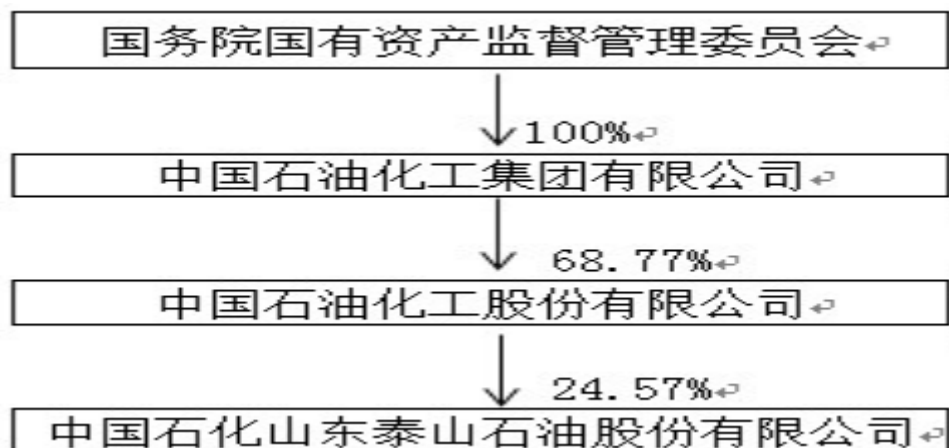 国务院国有资产监督管理委员会
100%
中国石油化工集团有限公司
68.77%
中国石油化工股份有限公司
24.57%
中国石化山东泰山石油股份有限公司